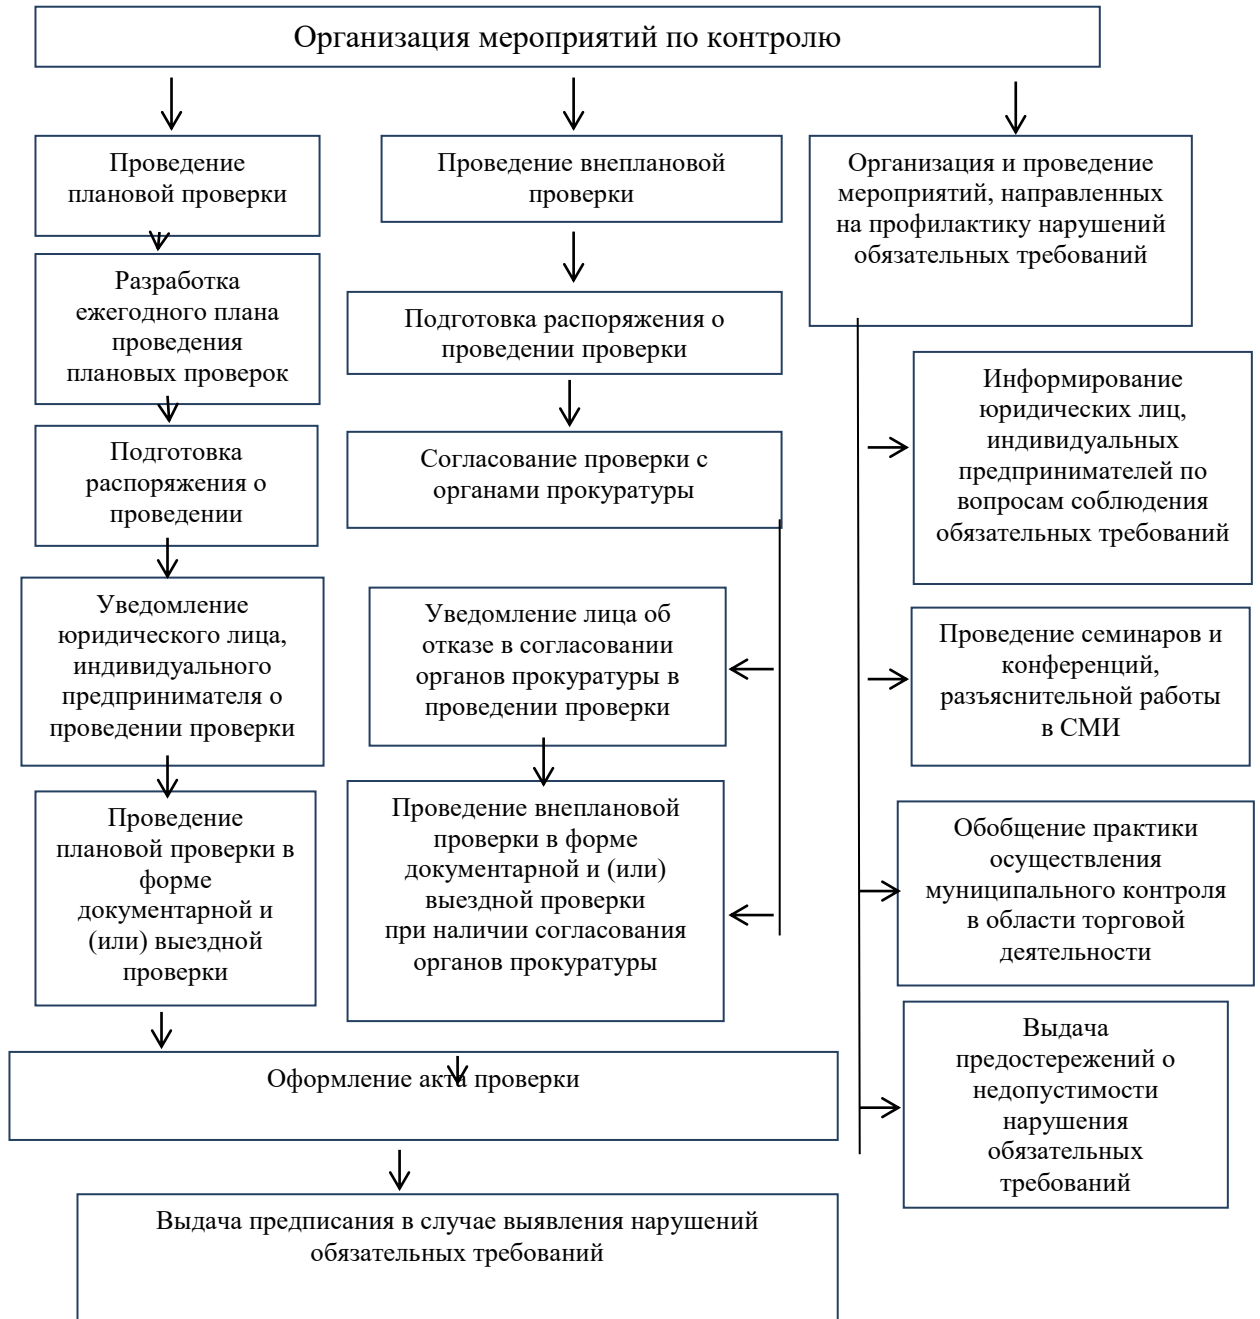 Организация мероприятий по контролю
Проведение
плановой проверки
Разработка
ежегодного плана
проведения
плановых проверок
Подготовка
распоряжения о
проведении
Уведомление
юридического лица,
индивидуального
предпринимателя о
проведении проверки
Проведение
плановой проверки в
форме
документарной и
(или) выездной
проверки
Проведение внеплановой
проверки
Подготовка распоряжения о
проведении проверки
Согласование проверки с
органами прокуратуры
Уведомление лица об
отказе в согласовании
органов прокуратуры в
проведении проверки
Проведение внеплановой
проверки в форме
документарной и (или)
выездной проверки
при наличии согласования
органов прокуратуры
Организация и проведение
мероприятий, направленных
на профилактику нарушений
обязательных требований
Информирование
юридических лиц,
индивидуальных
предпринимателей по
вопросам соблюдения
обязательных требований
Проведение семинаров и
конференций,
разъяснительной работы
в СМИ
Обобщение практики
осуществления
муниципального контроля
в области торговой
деятельности
Выдача
предостережений о
недопустимости
нарушения
обязательных
требований
Оформление акта проверки
Выдача предписания в случае выявления нарушений
обязательных требований